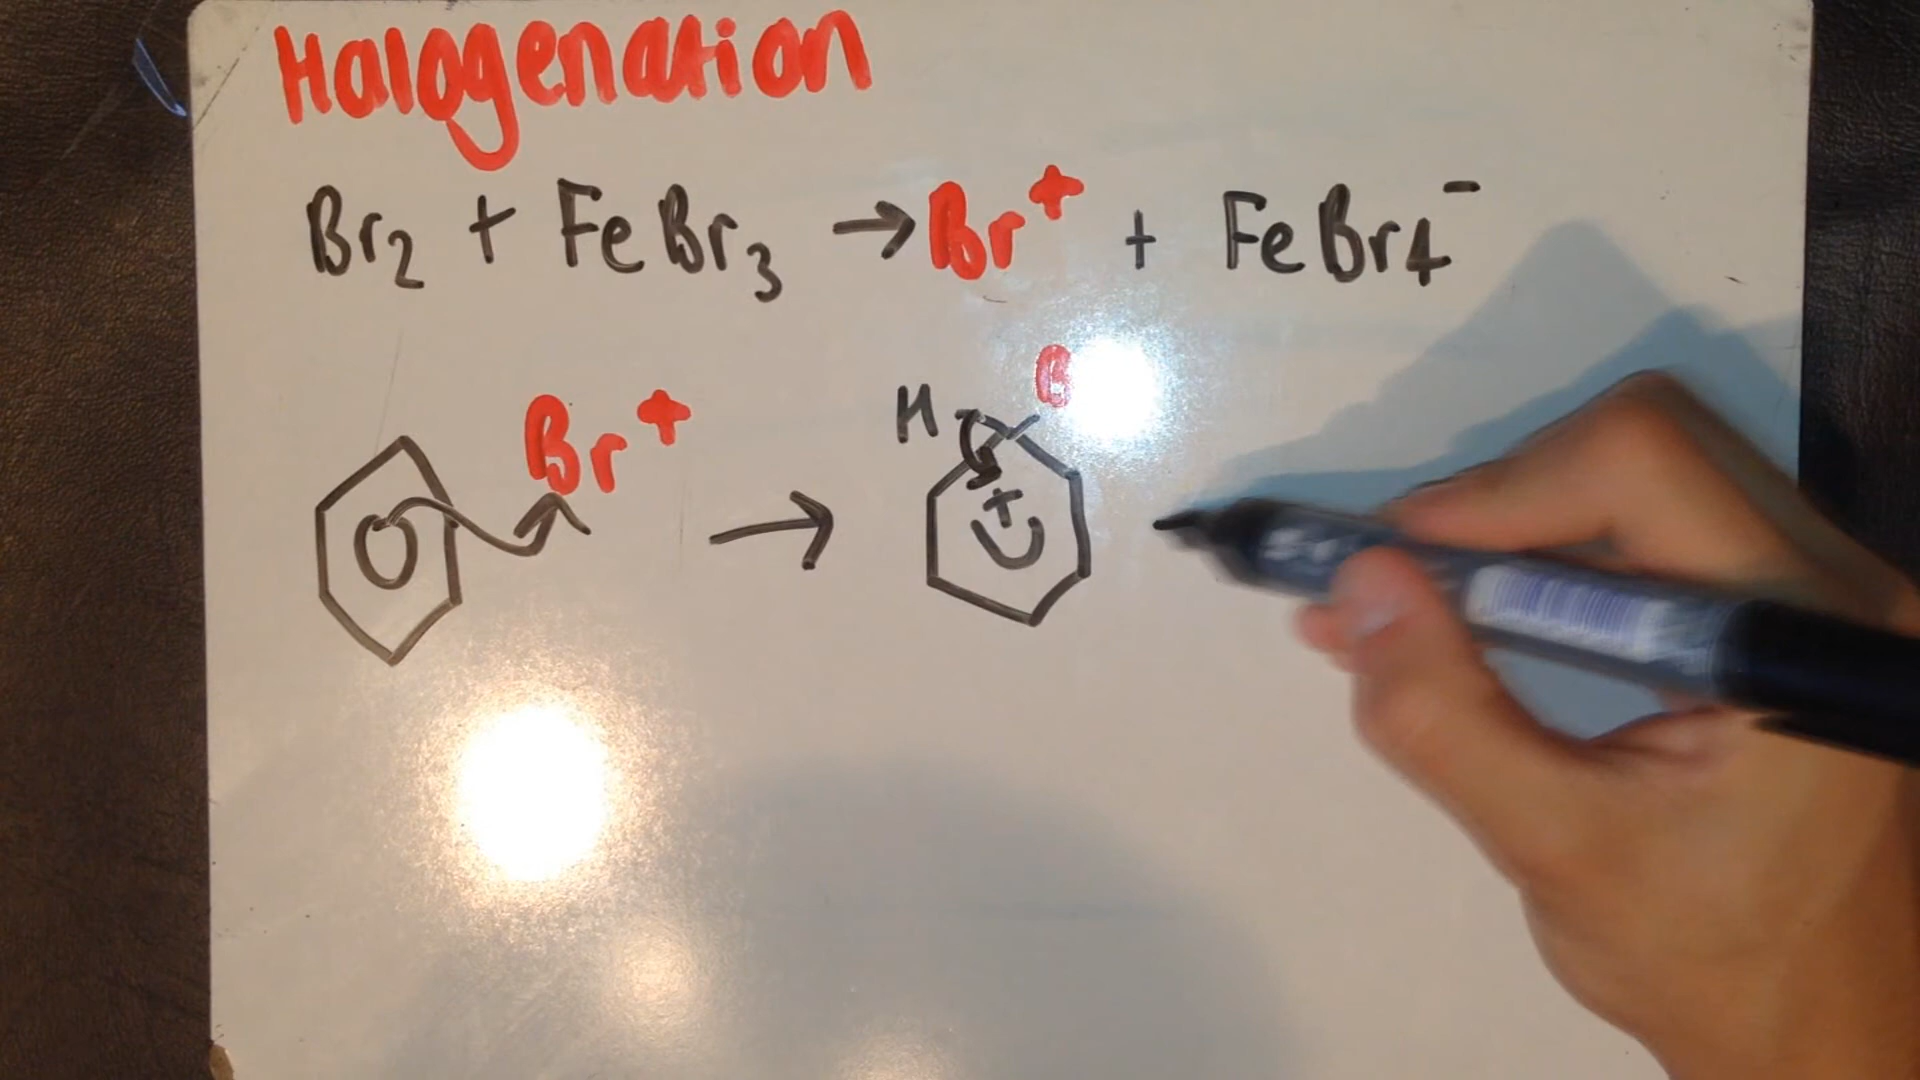 Halogenation
Br₂ + FeBr₃ → Br⁺ + FeBr₄⁻
Br⁺ → H B
+